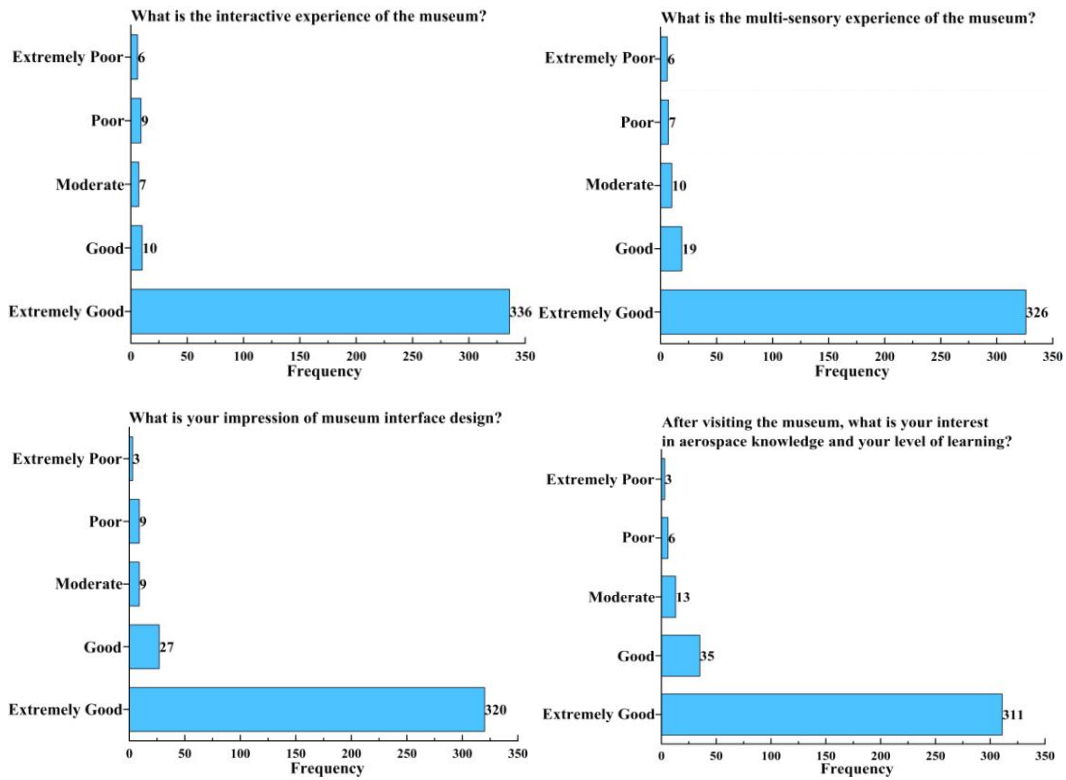 What is the interactive experience of the museum?
Extremely Poor
6
Poor
9
Moderate
7
Good
10
Extremely Good
336
0 50 100 150 200 250 300 350
Frequency
What is the multi-sensory experience of the museum?
Extremely Poor
6
Poor
7
Moderate
10
Good
19
Extremely Good
326
0 50 100 150 200 250 300 350
Frequency
What is your impression of museum interface design?
Extremely Poor
3
Poor
9
Moderate
9
Good
27
Extremely Good
320
0 50 100 150 200 250 300 350
Frequency
After visiting the museum, what is your interest
in aerospace knowledge and your level of learning?
Extremely Poor
3
Poor
6
Moderate
13
Good
35
Extremely Good
311
0 50 100 150 200 250 300 350
Frequency